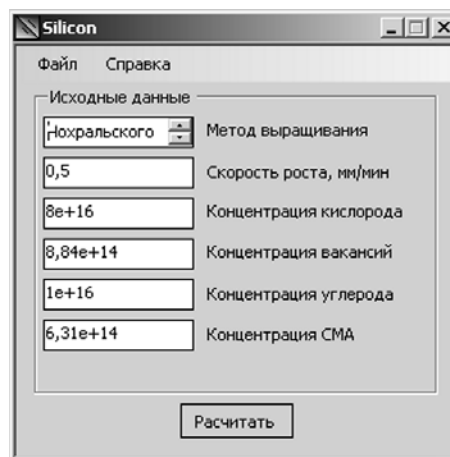 Silicon
Файл Справка
Исходные данные
Чохральского Метод выращивания
0,5 Скорость роста, мм/мин
8e+16 Концентрация кислорода
8,84e+14 Концентрация вакансий
1e+16 Концентрация углерода
6,31e+14 Концентрация СМА
Расчитать